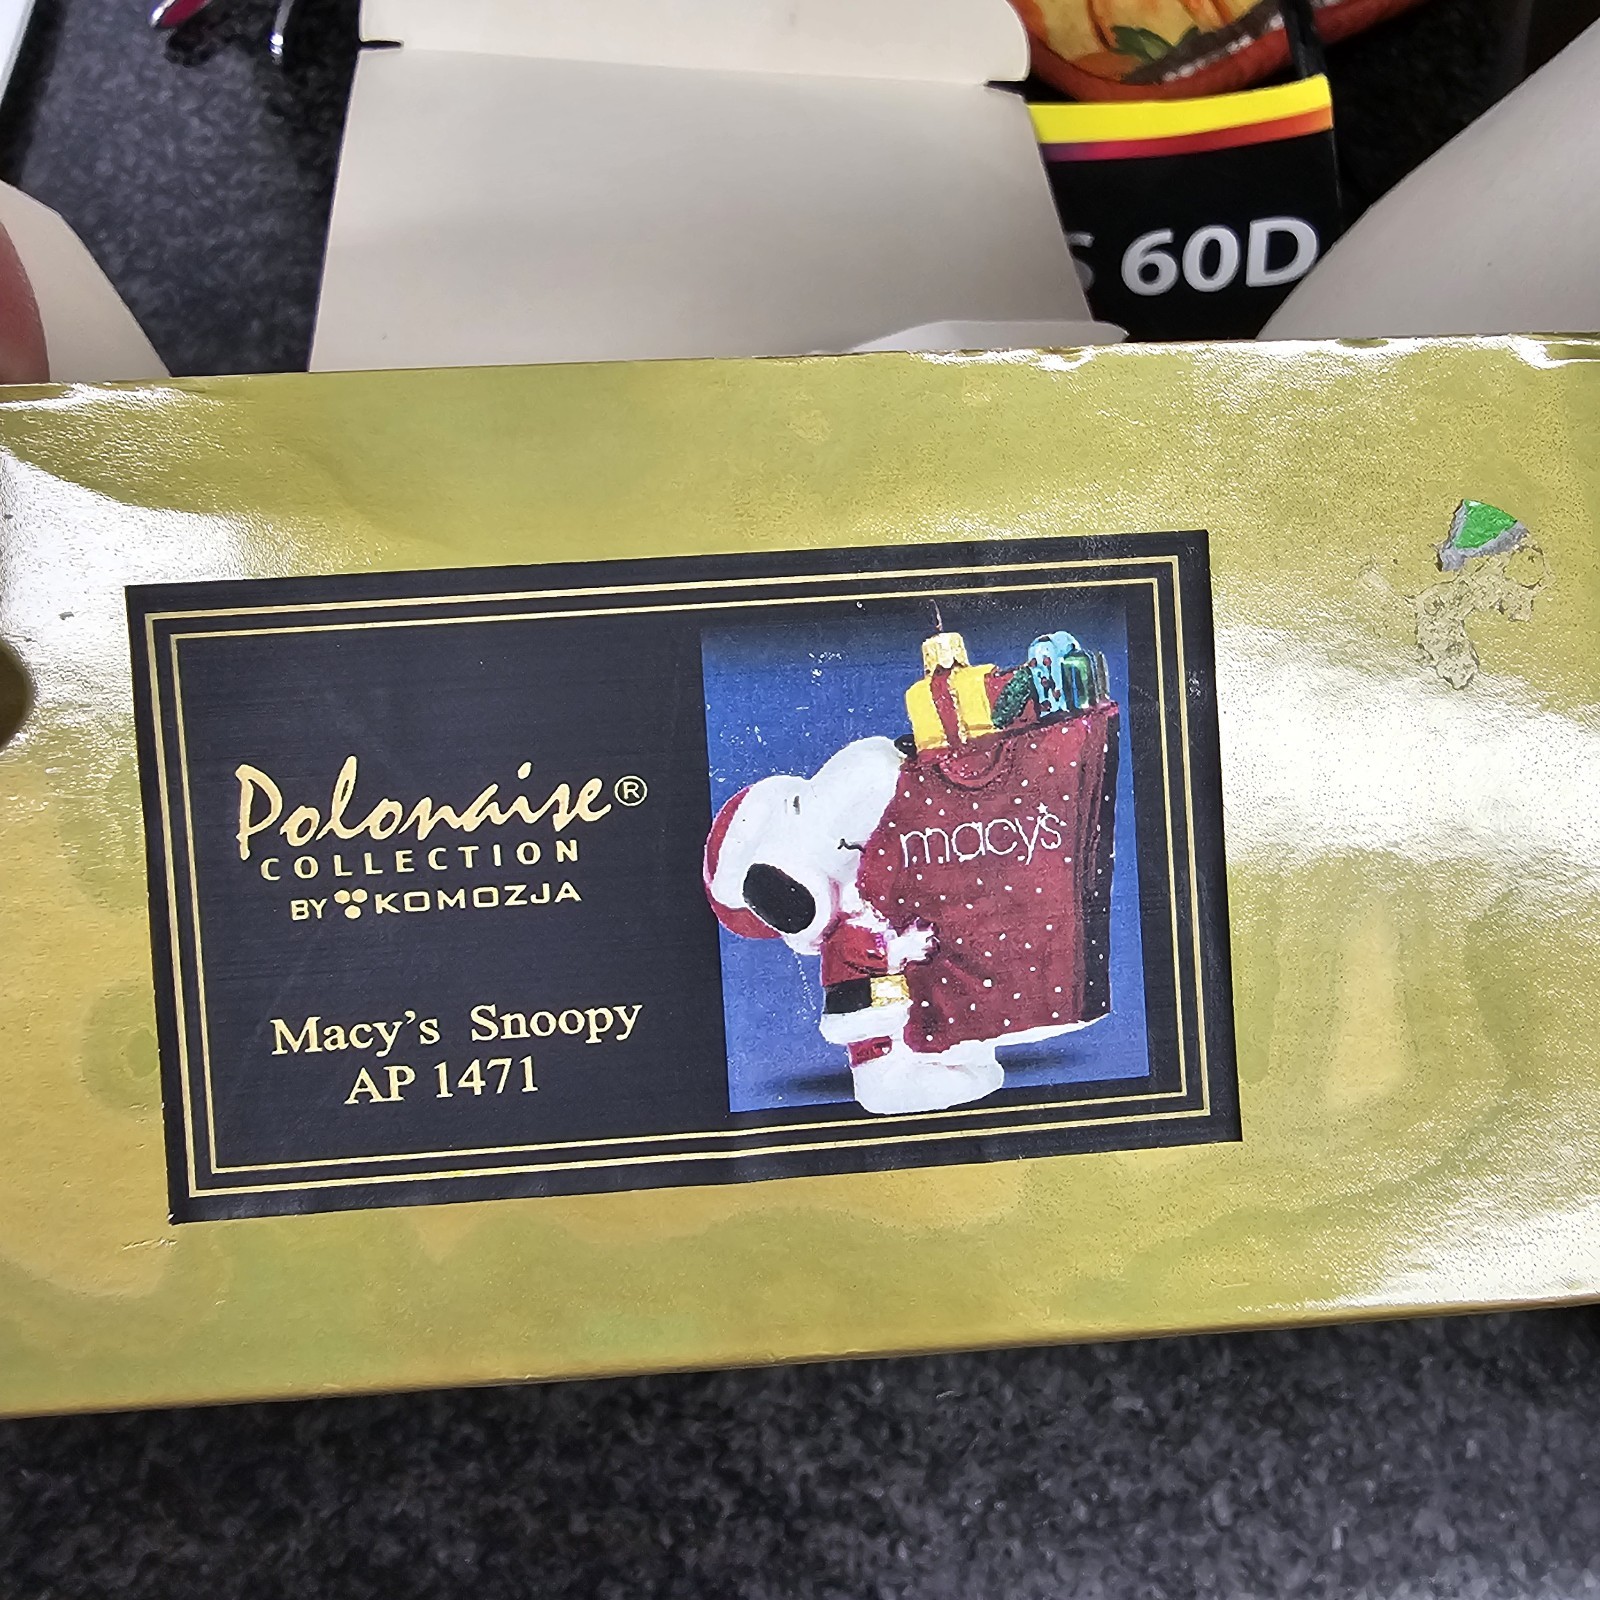 60D
Polonaise®
COLLECTION
BY KOMOZJA
Macy's Snoopy
AP 1471
macy's